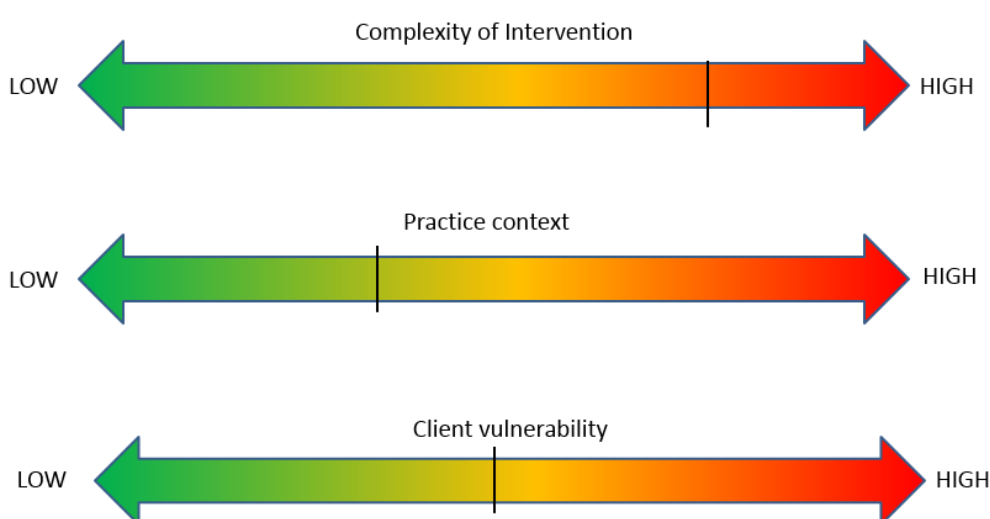 Complexity of Intervention
LOW HIGH
Practice context
LOW HIGH
Client vulnerability
LOW HIGH